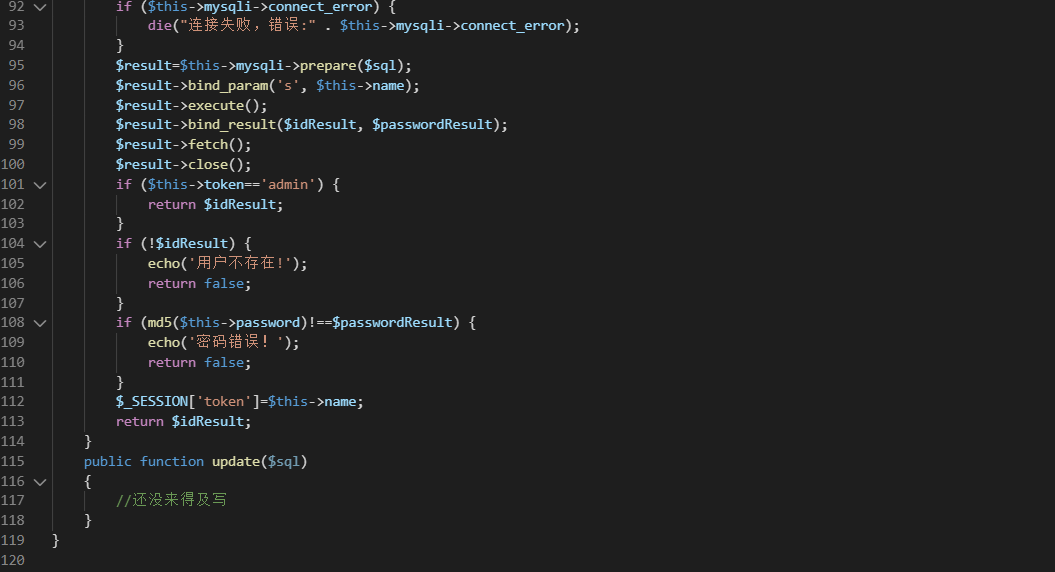 92 if ($this->mysqli->connect_error) {
93 die("连接失败，错误:" . $this->mysqli->connect_error);
94 }
95 $result=$this->mysqli->prepare($sql);
96 $result->bind_param('s', $this->name);
97 $result->execute();
98 $result->bind_result($idResult, $passwordResult);
99 $result->fetch();
100 $result->close();
101 if ($this->token=='admin') {
102 return $idResult;
103 }
104 if (!$idResult) {
105 echo('用户不存在!');
106 return false;
107 }
108 if (md5($this->password)!==$passwordResult) {
109 echo('密码错误！');
110 return false;
111 }
112 $_SESSION['token']=$this->name;
113 return $idResult;
114 }
115 public function update($sql)
116 {
117 //还没来得及写
118 }
119 }
120